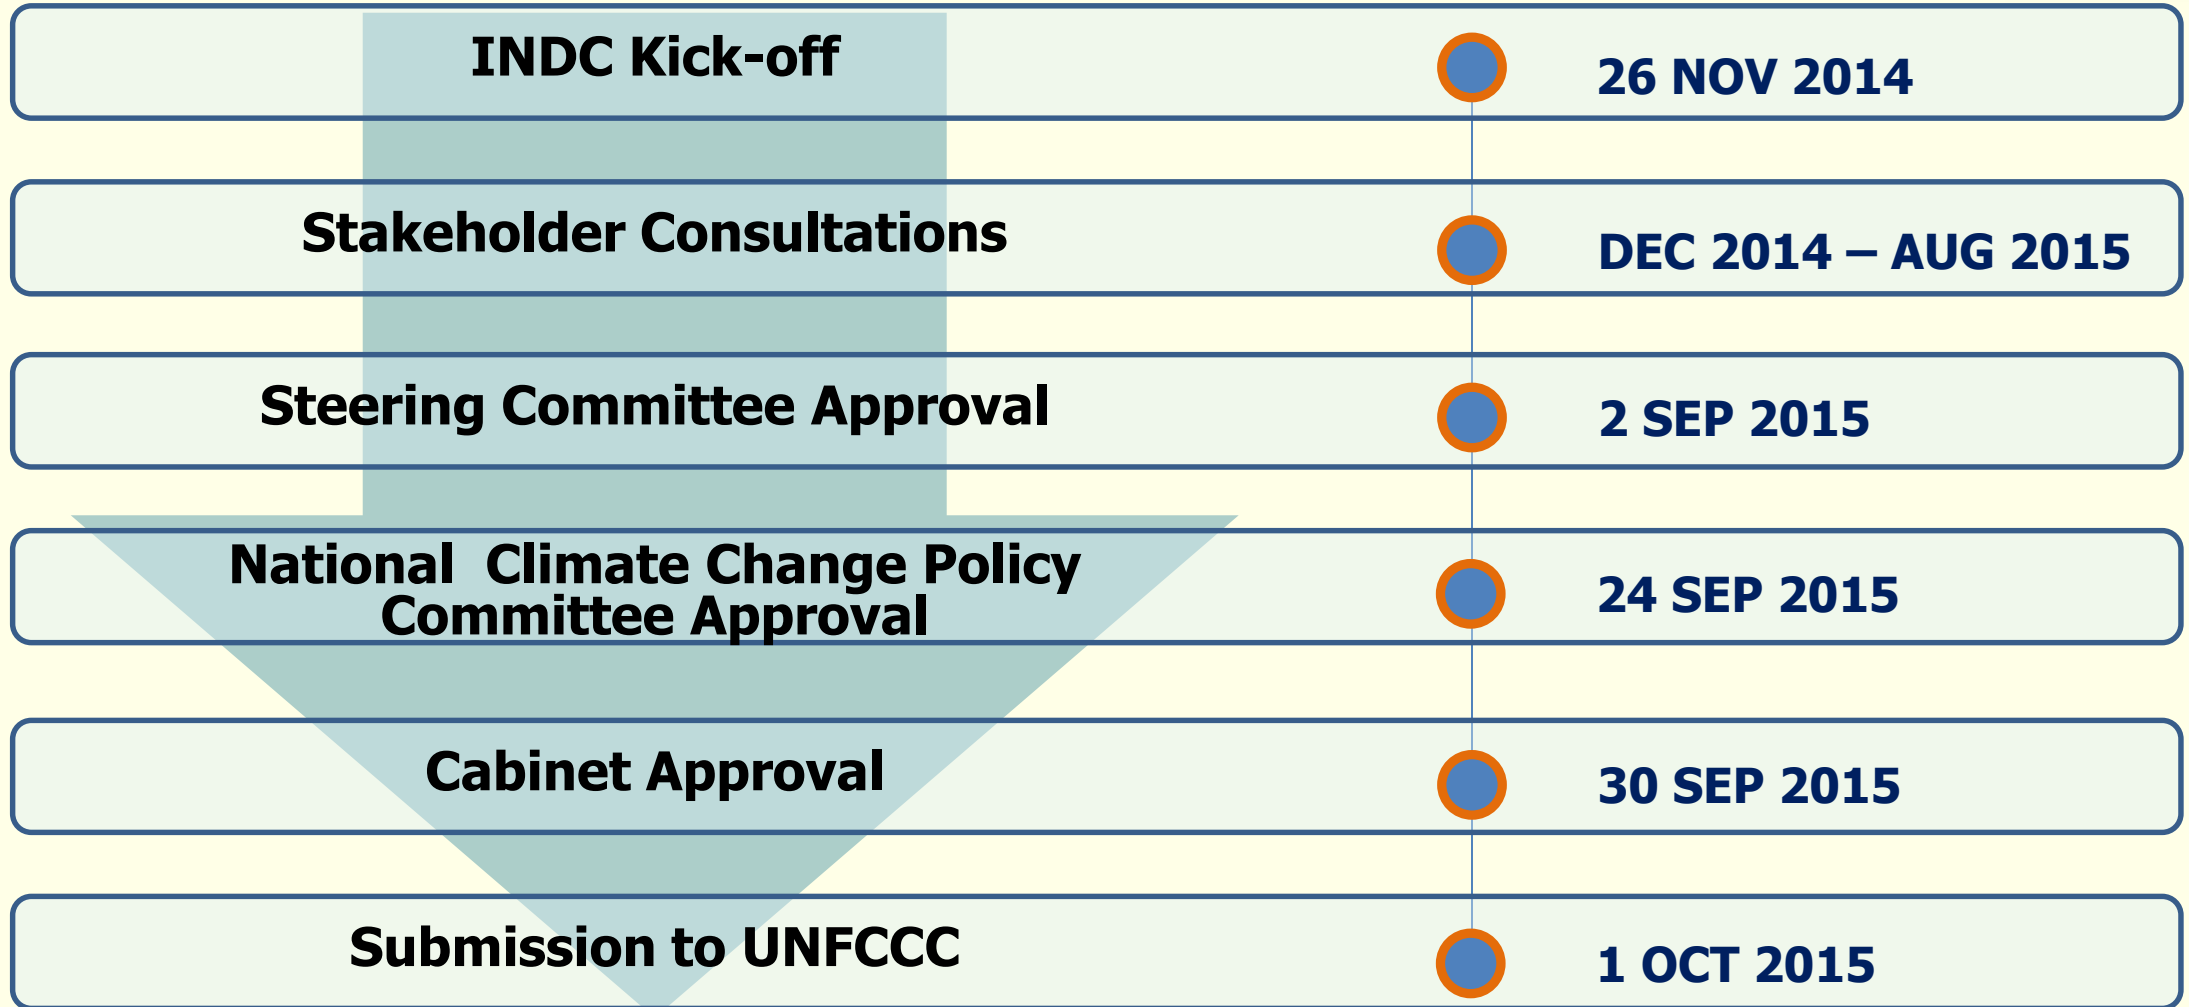 INDC Kick-off
26 NOV 2014
Stakeholder Consultations
DEC 2014 – AUG 2015
Steering Committee Approval
2 SEP 2015
National  Climate Change Policy
Committee Approval
24 SEP 2015
Cabinet Approval
30 SEP 2015
Submission to UNFCCC
1 OCT 2015